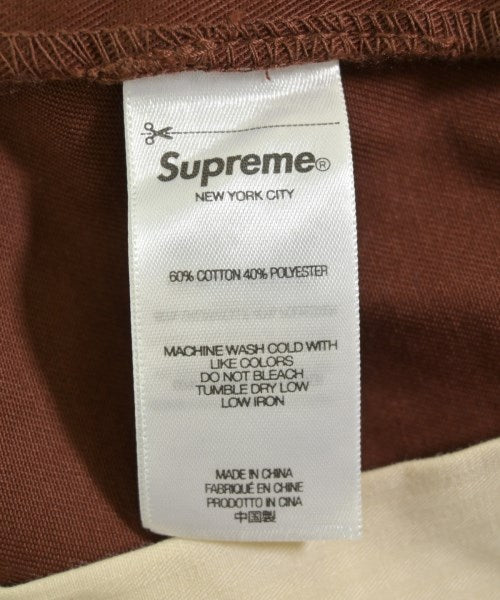 Supreme®
NEW YORK CITY
60% COTTON 40% POLYESTER
MACHINE WASH COLD WITH
LIKE COLORS
DO NOT BLEACH
TUMBLE DRY LOW
LOW IRON
MADE IN CHINA
FABRIQUÉ EN CHINE
PRODOTTO IN CINA
中国製